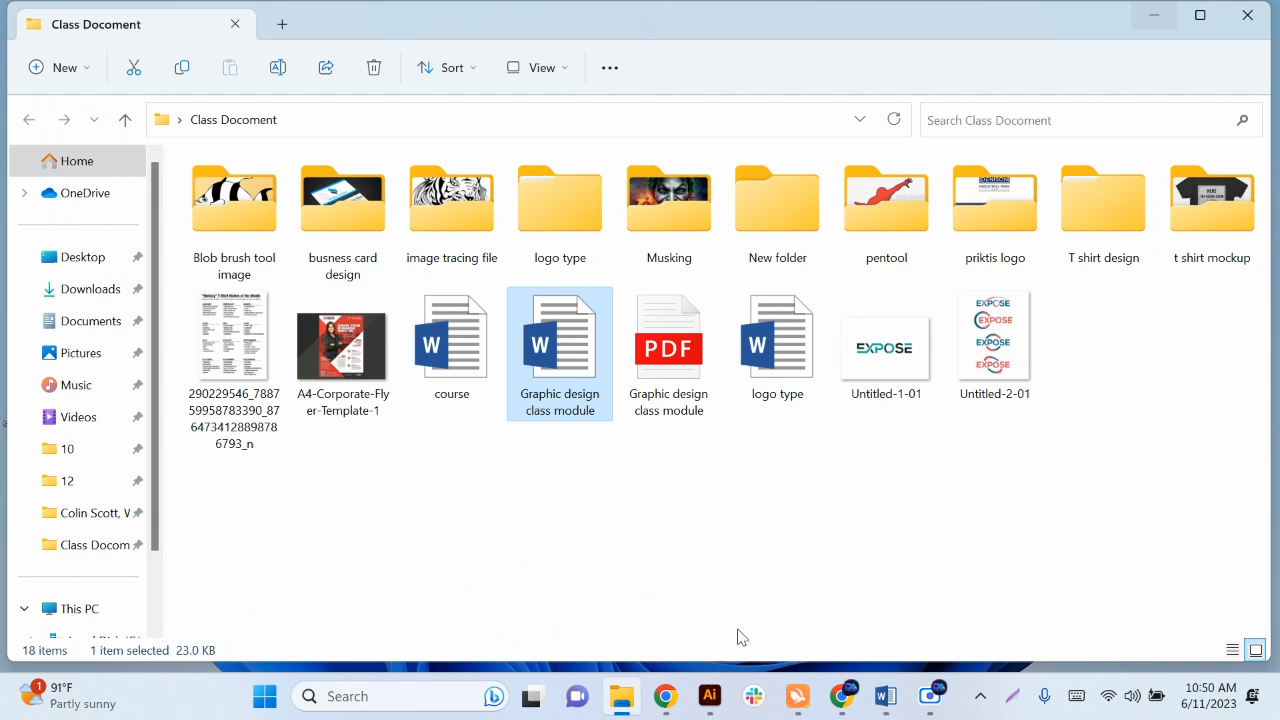 Class Docoment
New
Sort
View
Class Docoment
Search Class Docoment
Home
OneDrive
Desktop
Downloads
Documents
Pictures
Music
Videos
10
12
Colin Scott, V
Class Docom
This PC
Blob brush tool
image
busness card
design
image tracing file
logo type
Musking
New folder
pentool
priktis logo
T shirt design
t shirt mockup
DENISON
INDUSTRIAL PARK
W
W
PDF
W
EXPOSE
EXPOSE
EXPOSE
EXPOSE
EXPOSE
290229546_7887
59958783390_87
6473412889878
6793_n
A4-Corporate-Fly
er-Template-1
course
Graphic design
class module
Graphic design
class module
logo type
Untitled-1-01
Untitled-2-01
18 items
1 item selected 23.0 KB
1
91°F
Partly sunny
Search
Ai
W
10:50 AM
6/11/2023